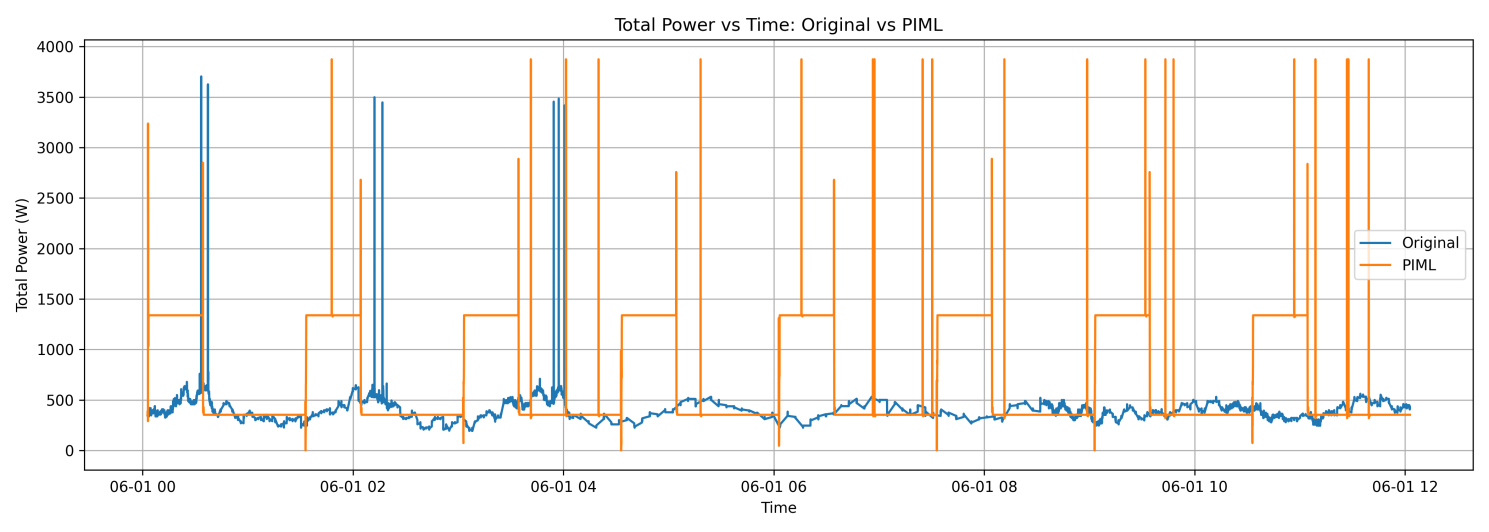 Total Power vs Time: Original vs PIML
Total Power (W)
4000
3500
3000
2500
2000
1500
1000
500
0
Original
PIML
06-01 00 06-01 02 06-01 04 06-01 06 06-01 08 06-01 10 06-01 12
Time